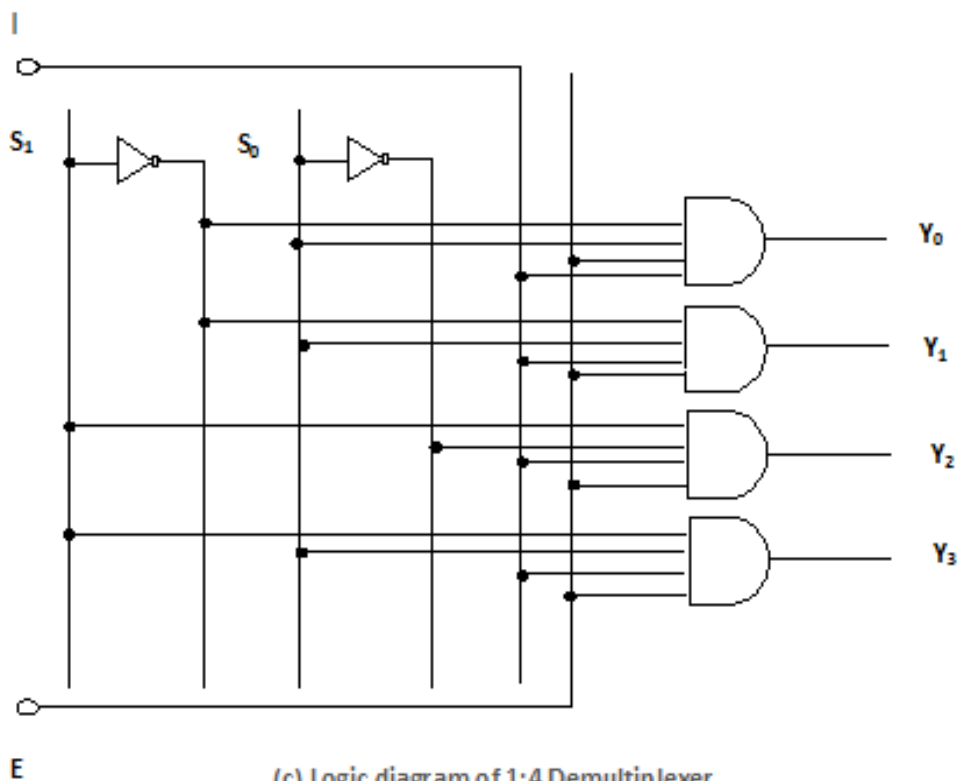 I
S₁
S₀
Y₀
Y₁
Y₂
Y₃
E
(c) Logic diagram of 1:4 Demultiplexer